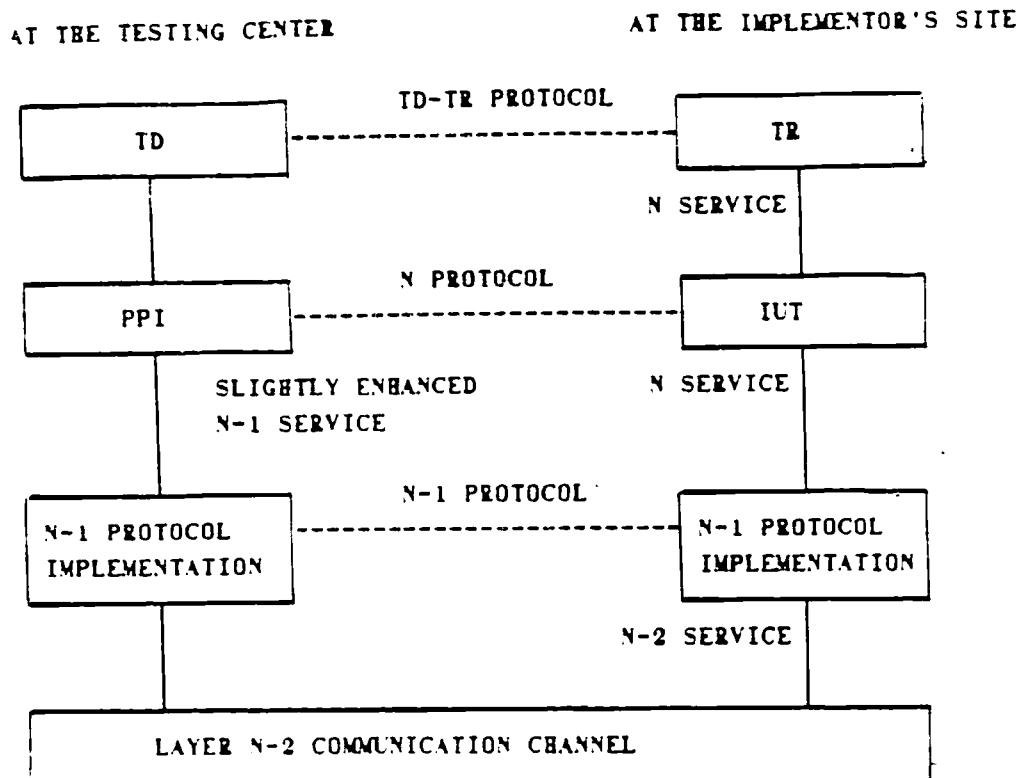 AT THE TESTING CENTER
AT THE IMPLEMENTOR'S SITE
TD-TR PROTOCOL
TD
TR
N SERVICE
N PROTOCOL
PPI
IUT
SLIGHTLY ENHANCED
N-1 SERVICE
N SERVICE
N-1 PROTOCOL
N-1 PROTOCOL
IMPLEMENTATION
N-1 PROTOCOL
IMPLEMENTATION
N-2 SERVICE
LAYER N-2 COMMUNICATION CHANNEL